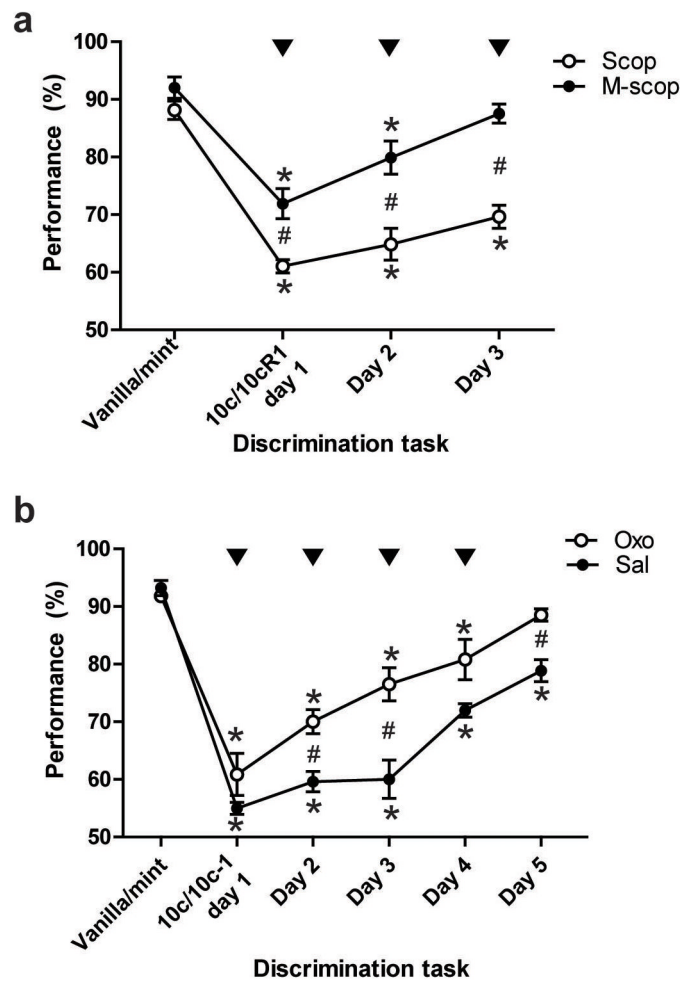 a
100
90
80
70
60
50
Performance (%)
Scop
M-scop
*
*
#
#
#
*
*
*
Vanilla/mint
10c/10cR1
day 1
Day 2
Day 3
Discrimination task
b
100
90
80
70
60
50
Performance (%)
Oxo
Sal
*
*
*
*
#
#
#
*
*
*
*
*
Vanilla/mint
10c/10c-1
day 1
Day 2
Day 3
Day 4
Day 5
Discrimination task